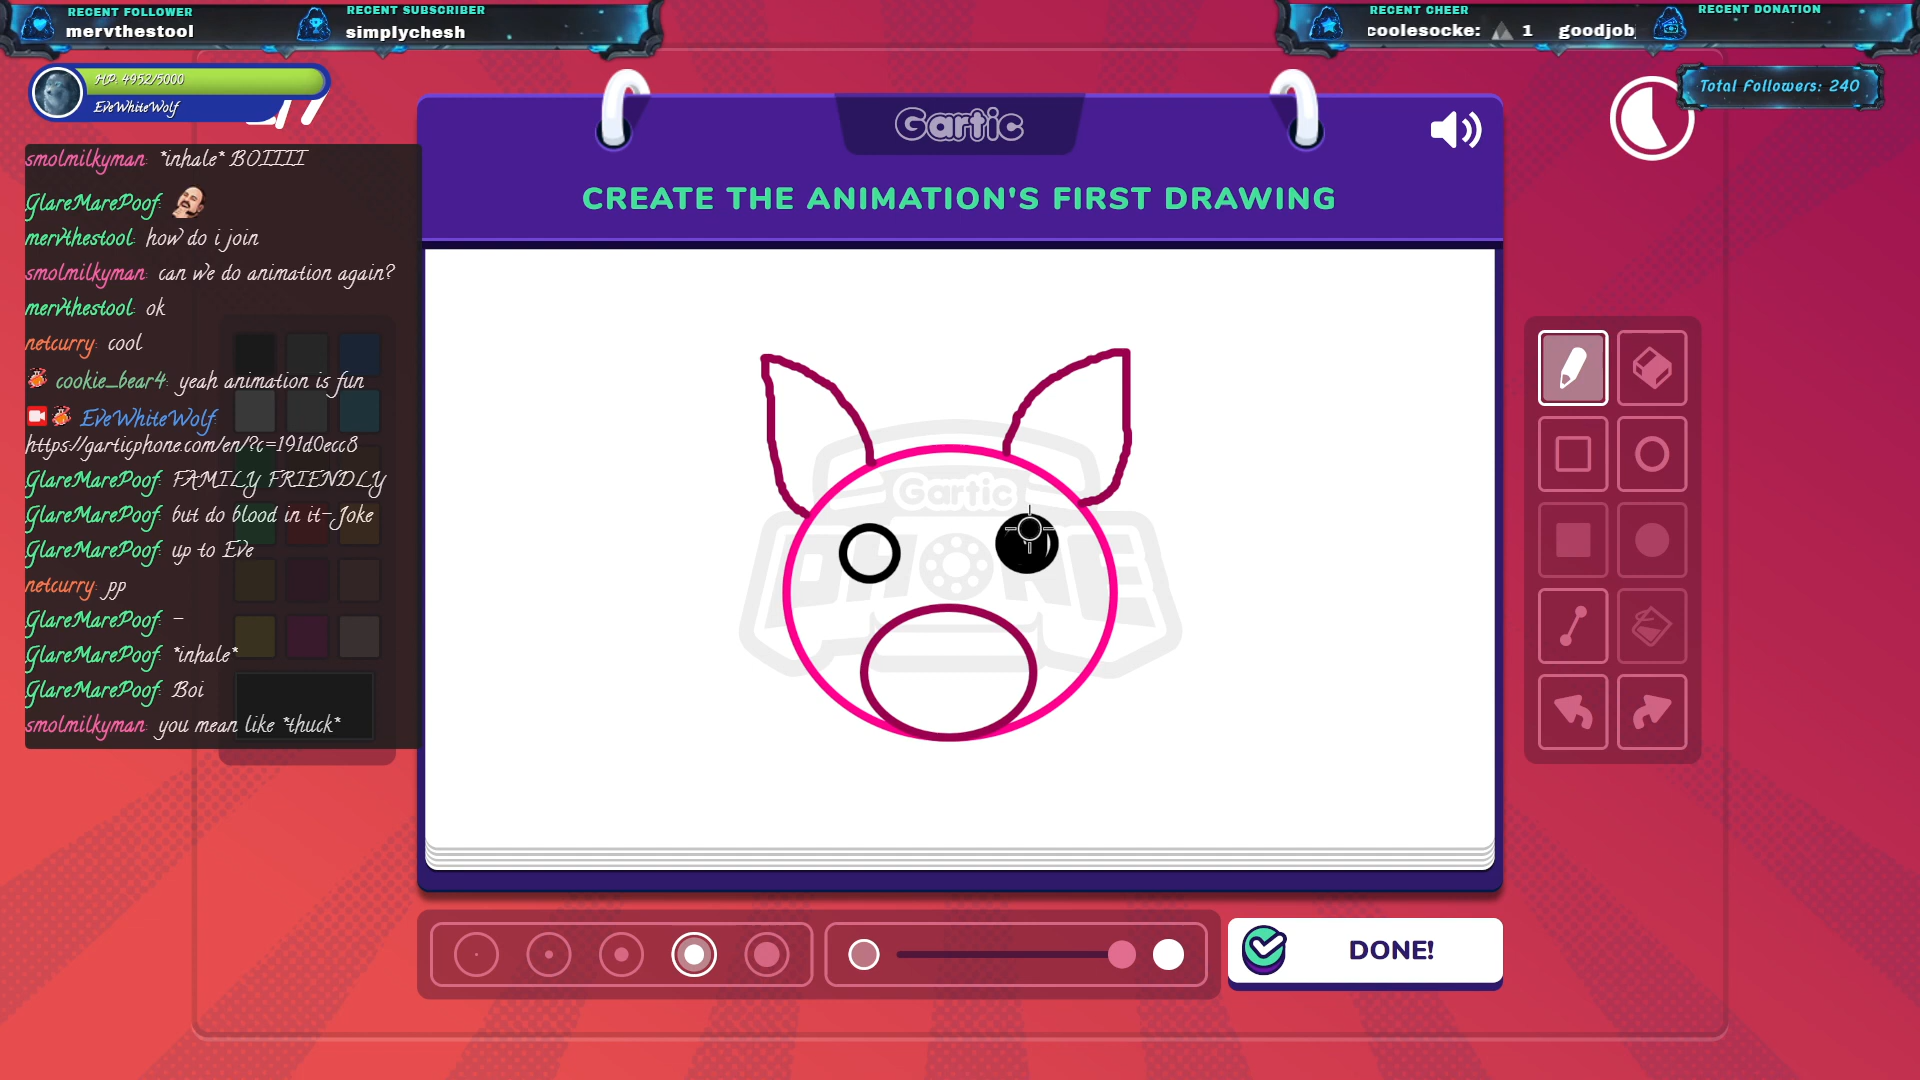 RECENT FOLLOWER
mervthestool
RECENT SUBSCRIBER
simplychesh
RECENT CHEER
coolesocke: 1 goodjob
RECENT DONATION
Total Followers: 240
HP: 4952/5000
EveWhiteWolf
Gartic
CREATE THE ANIMATION'S FIRST DRAWING
smolmilkyman: *inhale* BOIIII
GlareMarePoof:
mervthestool: how do i join
smolmilkyman: can we do animation again?
mervthestool: ok
netcurry: cool
cookie_bear4: yeah animation is fun
EveWhiteWolf:
https://garticphone.com/en/?c=191d0ecc8
GlareMarePoof: FAMILY FRIENDLY
GlareMarePoof: but do blood in it-Joke
GlareMarePoof: up to Eve
netcurry: pp
GlareMarePoof: -
GlareMarePoof: *inhale*
GlareMarePoof: Boi
smolmilkyman: you mean like *thuck*
Gartic
PHONE
DONE!